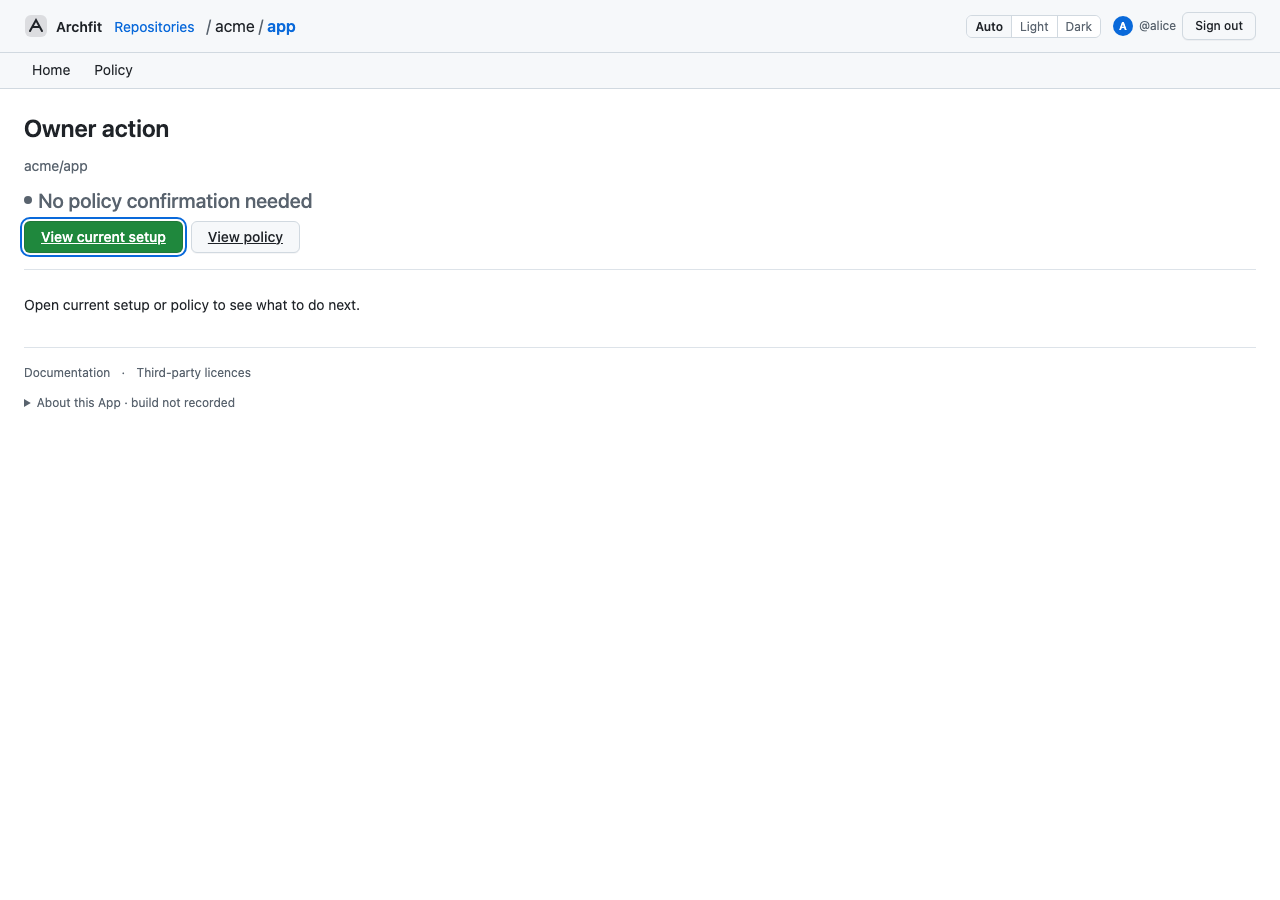 Archfit Repositories / acme / app Auto Light Dark A @alice Sign out
Home Policy
Owner action
acme/app
No policy confirmation needed
View current setup View policy
Open current setup or policy to see what to do next.
Documentation · Third-party licences
About this App · build not recorded